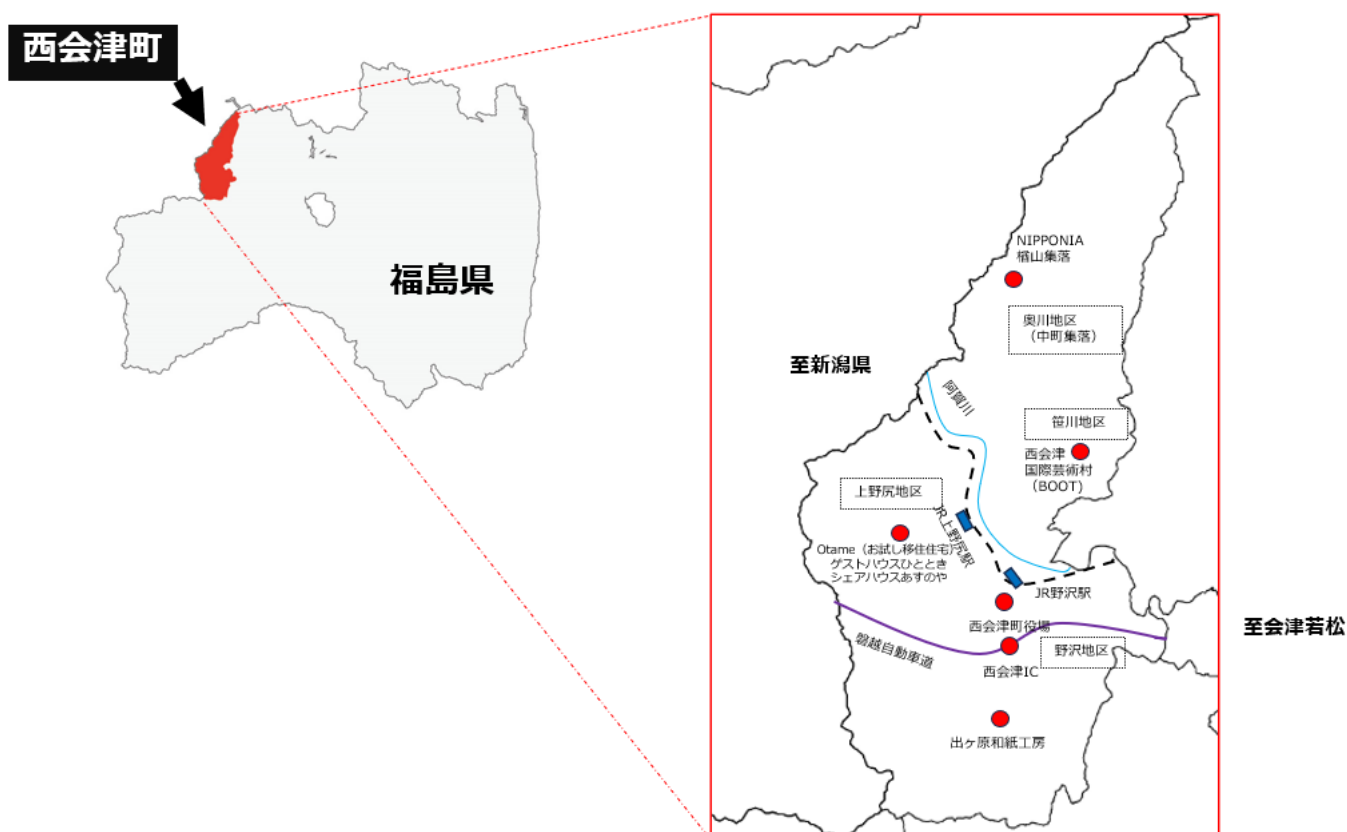 西会津町
福島県
NIPPONIA
楢山集落
奥川地区
（中町集落）
至新潟県
阿賀川
笹川地区
西会津
国際芸術村
（BOOT）
上野尻地区
JR上野尻駅
Otame（お試し移住住宅）
ゲストハウスひととき
シェアハウスあすのや
JR野沢駅
西会津町役場
至会津若松
磐越自動車道
野沢地区
西会津IC
出ヶ原和紙工房